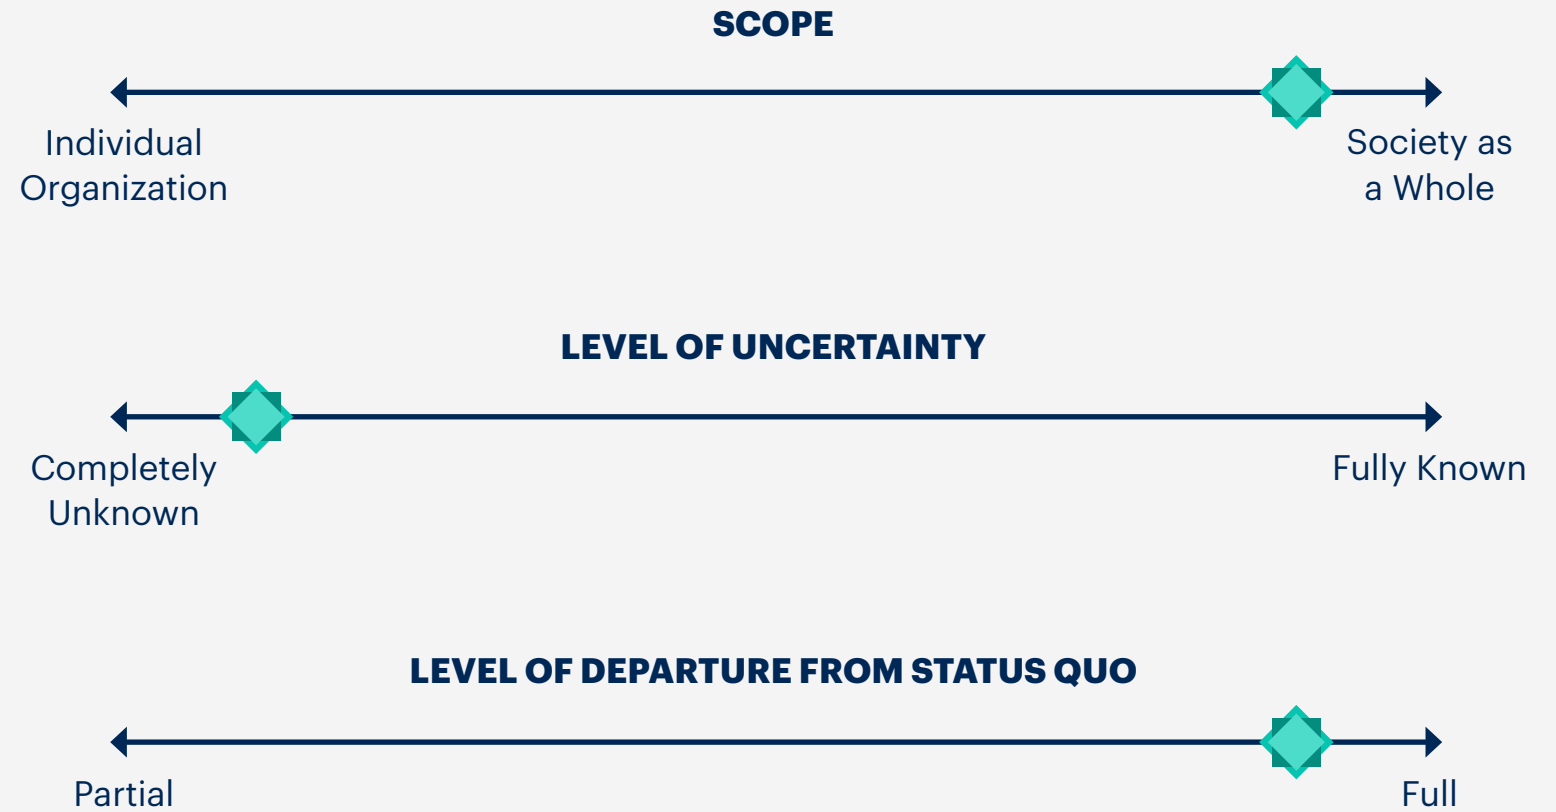 SCOPE
Individual
Organization
Society as
a Whole
LEVEL OF UNCERTAINTY
Completely
Unknown
Fully Known
LEVEL OF DEPARTURE FROM STATUS QUO
Partial
Full